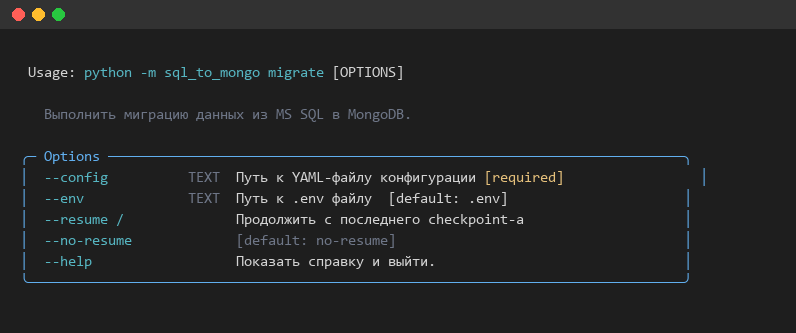 Usage: python -m sql_to_mongo migrate [OPTIONS]
Выполнить миграцию данных из MS SQL в MongoDB.
Options
--config TEXT Путь к YAML-файлу конфигурации [required]
--env TEXT Путь к .env файлу [default: .env]
--resume / Продолжить с последнего checkpoint-а
--no-resume [default: no-resume]
--help Показать справку и выйти.